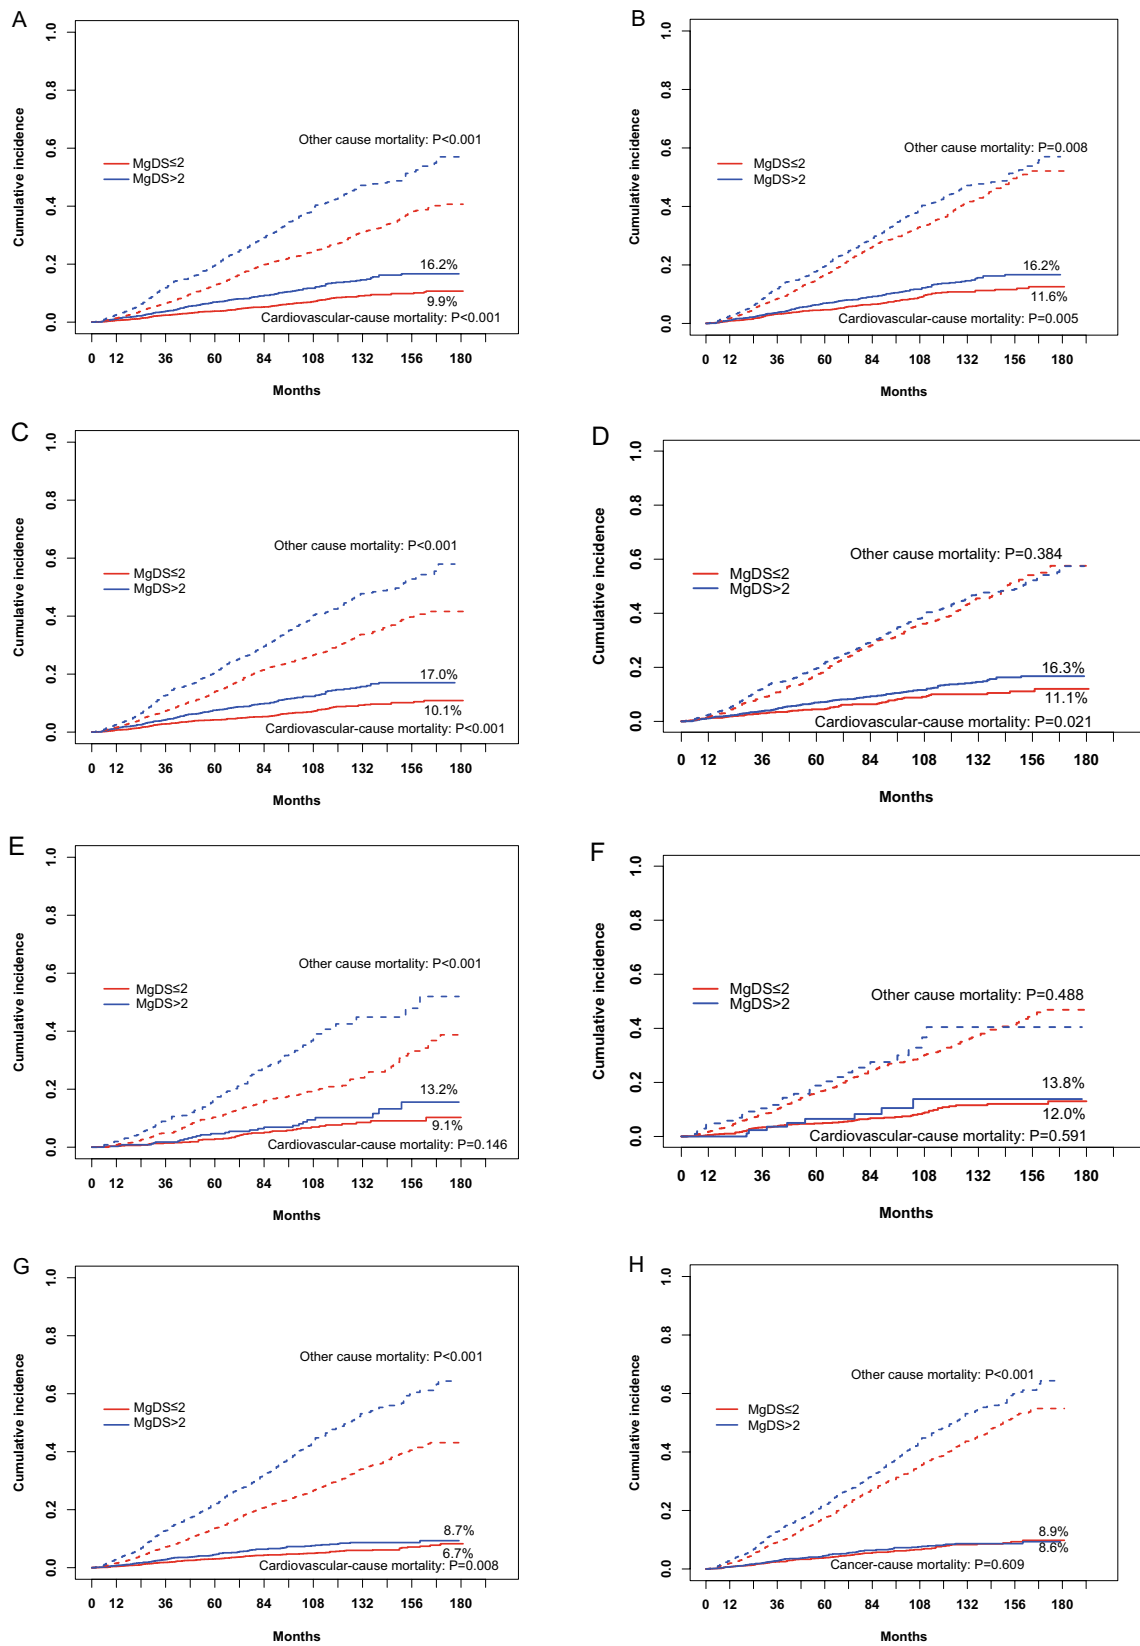 A
1.0
0.8
0.6
0.4
0.2
0.0
Cumulative incidence
Other cause mortality: P<0.001
MgDS≤2
MgDS>2
16.2%
9.9%
Cardiovascular-cause mortality: P<0.001
0 12 36 60 84 108 132 156 180
Months
B
1.0
0.8
0.6
0.4
0.2
0.0
Cumulative incidence
Other cause mortality: P=0.008
MgDS≤2
MgDS>2
16.2%
11.6%
Cardiovascular-cause mortality: P=0.005
0 12 36 60 84 108 132 156 180
Months
C
1.0
0.8
0.6
0.4
0.2
0.0
Cumulative incidence
Other cause mortality: P<0.001
MgDS≤2
MgDS>2
17.0%
10.1%
Cardiovascular-cause mortality: P<0.001
0 12 36 60 84 108 132 156 180
Months
D
1.0
0.8
0.6
0.4
0.2
0.0
Cumulative incidence
Other cause mortality: P=0.384
MgDS≤2
MgDS>2
16.3%
11.1%
Cardiovascular-cause mortality: P=0.021
0 12 36 60 84 108 132 156 180
Months
E
1.0
0.8
0.6
0.4
0.2
0.0
Cumulative incidence
Other cause mortality: P<0.001
MgDS≤2
MgDS>2
13.2%
9.1%
Cardiovascular-cause mortality: P=0.146
0 12 36 60 84 108 132 156 180
Months
F
1.0
0.8
0.6
0.4
0.2
0.0
Cumulative incidence
Other cause mortality: P=0.488
MgDS≤2
MgDS>2
13.8%
12.0%
Cardiovascular-cause mortality: P=0.591
0 12 36 60 84 108 132 156 180
Months
G
1.0
0.8
0.6
0.4
0.2
0.0
Cumulative incidence
Other cause mortality: P<0.001
MgDS≤2
MgDS>2
8.7%
6.7%
Cardiovascular-cause mortality: P=0.008
0 12 36 60 84 108 132 156 180
Months
H
1.0
0.8
0.6
0.4
0.2
0.0
Cumulative incidence
Other cause mortality: P<0.001
MgDS≤2
MgDS>2
8.9%
8.6%
Cancer-cause mortality: P=0.609
0 12 36 60 84 108 132 156 180
Months